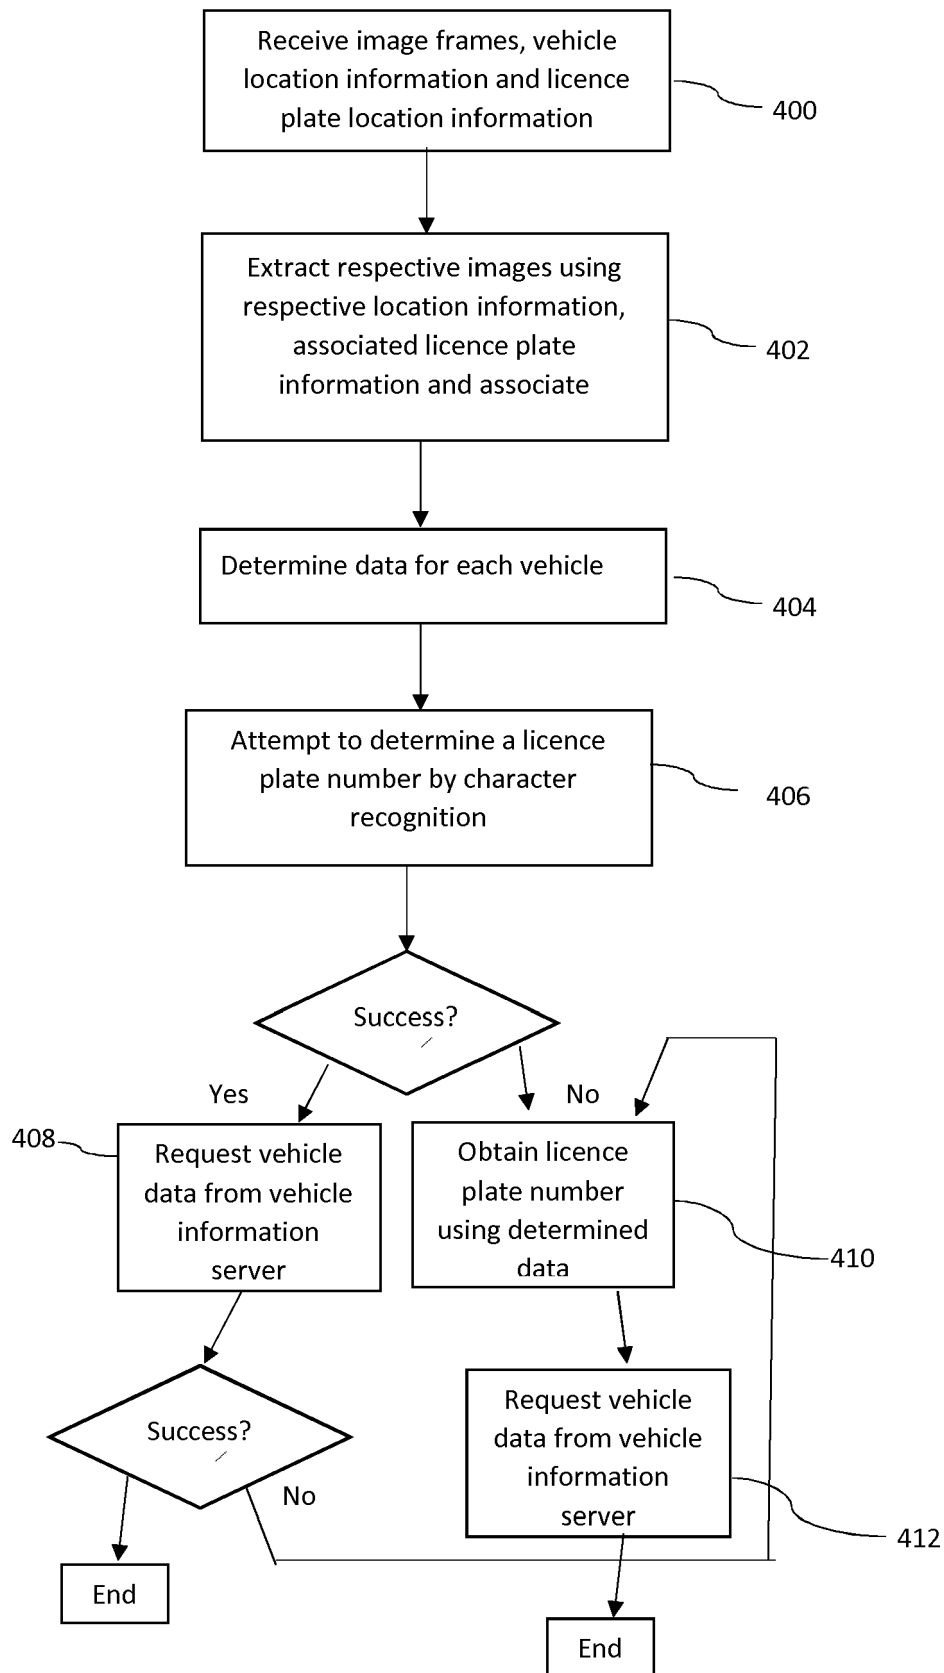 Receive image frames, vehicle
location information and licence
plate location information
400
Extract respective images using
respective location information,
associated licence plate
information and associate
402
Determine data for each vehicle
404
Attempt to determine a licence
plate number by character
recognition
406
Success?
Yes
No
408
Request vehicle
data from vehicle
information
server
Obtain licence
plate number
using determined
data
410
Success?
No
Request vehicle
data from vehicle
information
server
412
End
End